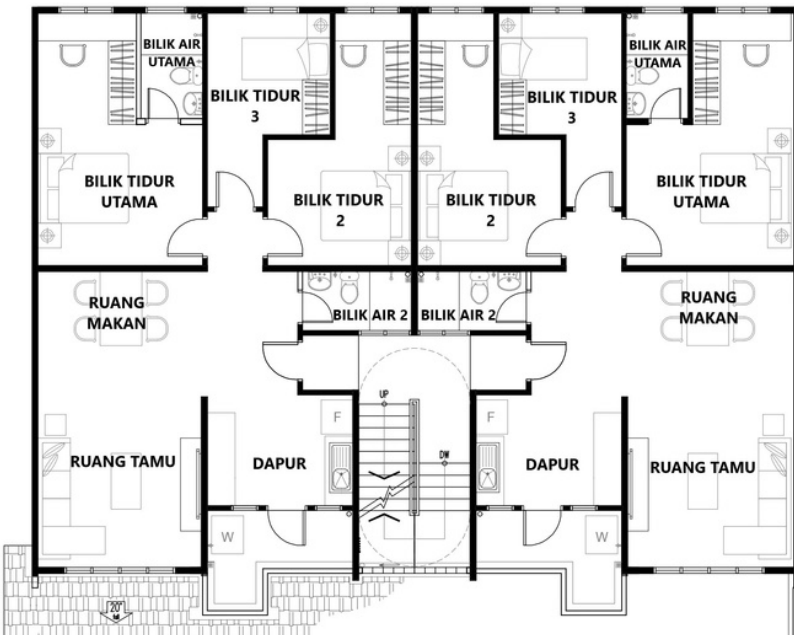 BILIK AIR
UTAMA
BILIK TIDUR
3
BILIK TIDUR
3
BILIK AIR
UTAMA
BILIK TIDUR
UTAMA
BILIK TIDUR
2
BILIK TIDUR
2
BILIK TIDUR
UTAMA
RUANG
MAKAN
BILIK AIR 2
BILIK AIR 2
RUANG
MAKAN
UP
F
F
RUANG TAMU
DAPUR
DW
DAPUR
RUANG TAMU
W
W
20°
fall